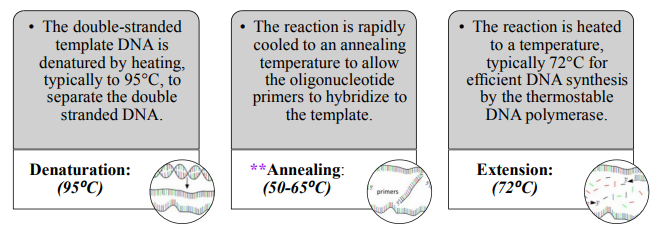 • The double-stranded
template DNA is
denatured by heating,
typically to 95°C, to
separate the double
stranded DNA.
Denaturation:
(95ºC)
• The reaction is rapidly
cooled to an annealing
temperature to allow
the oligonucleotide
primers to hybridize to
the template.
**Annealing:
(50-65ºC)
primers
• The reaction is heated
to a temperature,
typically 72°C for
efficient DNA synthesis
by the thermostable
DNA polymerase.
Extension:
(72ºC)